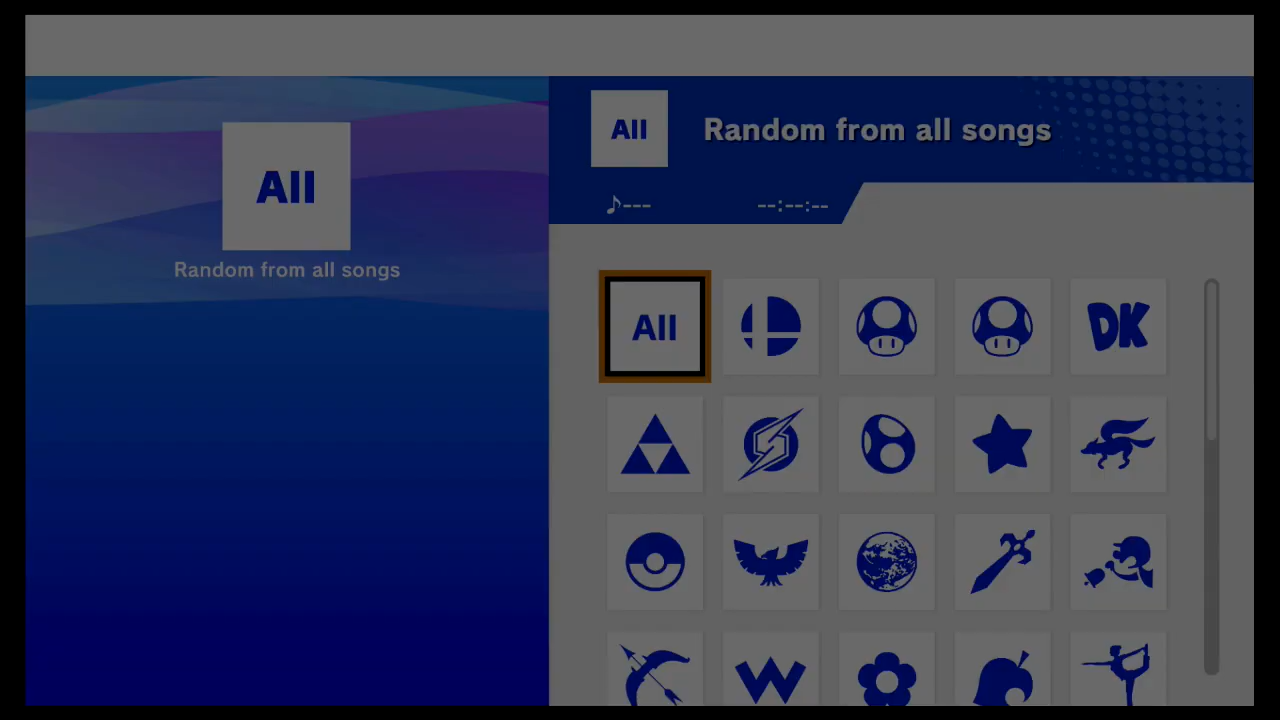 All
Random from all songs
All
Random from all songs
♪--- --:--:--
All
DK